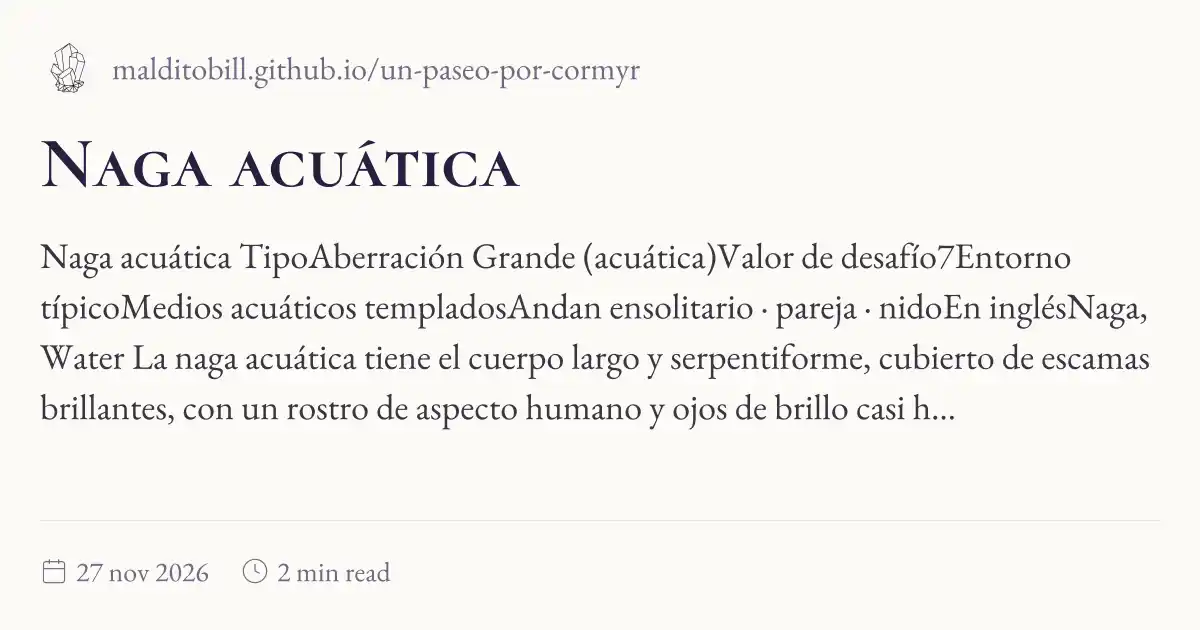 malditobill.github.io/un-paseo-por-cormyr
Naga acuática
Naga acuática TipoAberración Grande (acuática)Valor de desafío7Entorno
típicoMedios acuáticos templadosAndan ensolitario · pareja · nidoEn inglésNaga,
Water La naga acuática tiene el cuerpo largo y serpentiforme, cubierto de escamas
brillantes, con un rostro de aspecto humano y ojos de brillo casi h...
27 nov 2026
2 min read